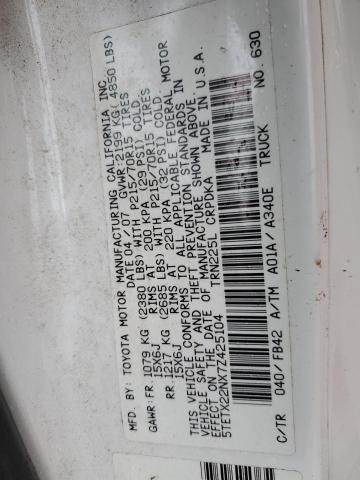 MFD. BY: TOYOTA MOTOR MANUFACTURING CALIFORNIA INC
DATE 04 / 07 GVWR: 2199 KG( 4850 LBS)
GAWR: FR. 1079 KG (2380 LBS) WITH P215/70R15 TIRES
15X6J RIMS AT 200 KPA (29 PSI) COLD.
RR. 1217 KG (2685 LBS) WITH P215/70R15 TIRES
15X6J RIMS AT 220 KPA (32 PSI) COLD.
THIS VEHICLE CONFORMS TO ALL APPLICABLE FEDERAL MOTOR
VEHICLE SAFETY AND THEFT PREVENTION STANDARDS IN
EFFECT ON THE DATE OF MANUFACTURE SHOWN ABOVE.
5TETX22NX7Z425104 TRN225L-CRPDKA MADE IN U.S.A.
C/TR 040/FB42 A/TM A01A/A340E TRUCK
NO. 630